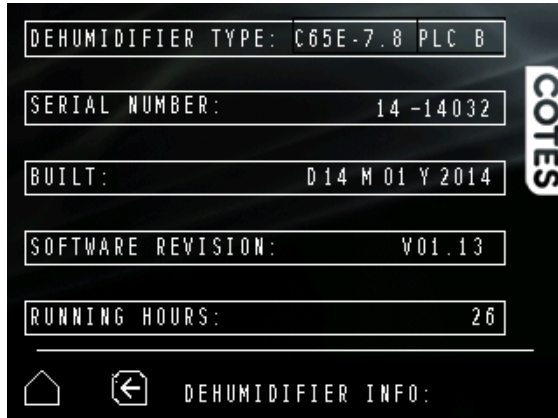 DEHUMIDIFIER TYPE: C65E-7.8 PLC B
COTES
SERIAL NUMBER: 14-14032
BUILT: D14 M 01 Y 2014
SOFTWARE REVISION: V01.13
RUNNING HOURS: 26
DEHUMIDIFIER INFO: